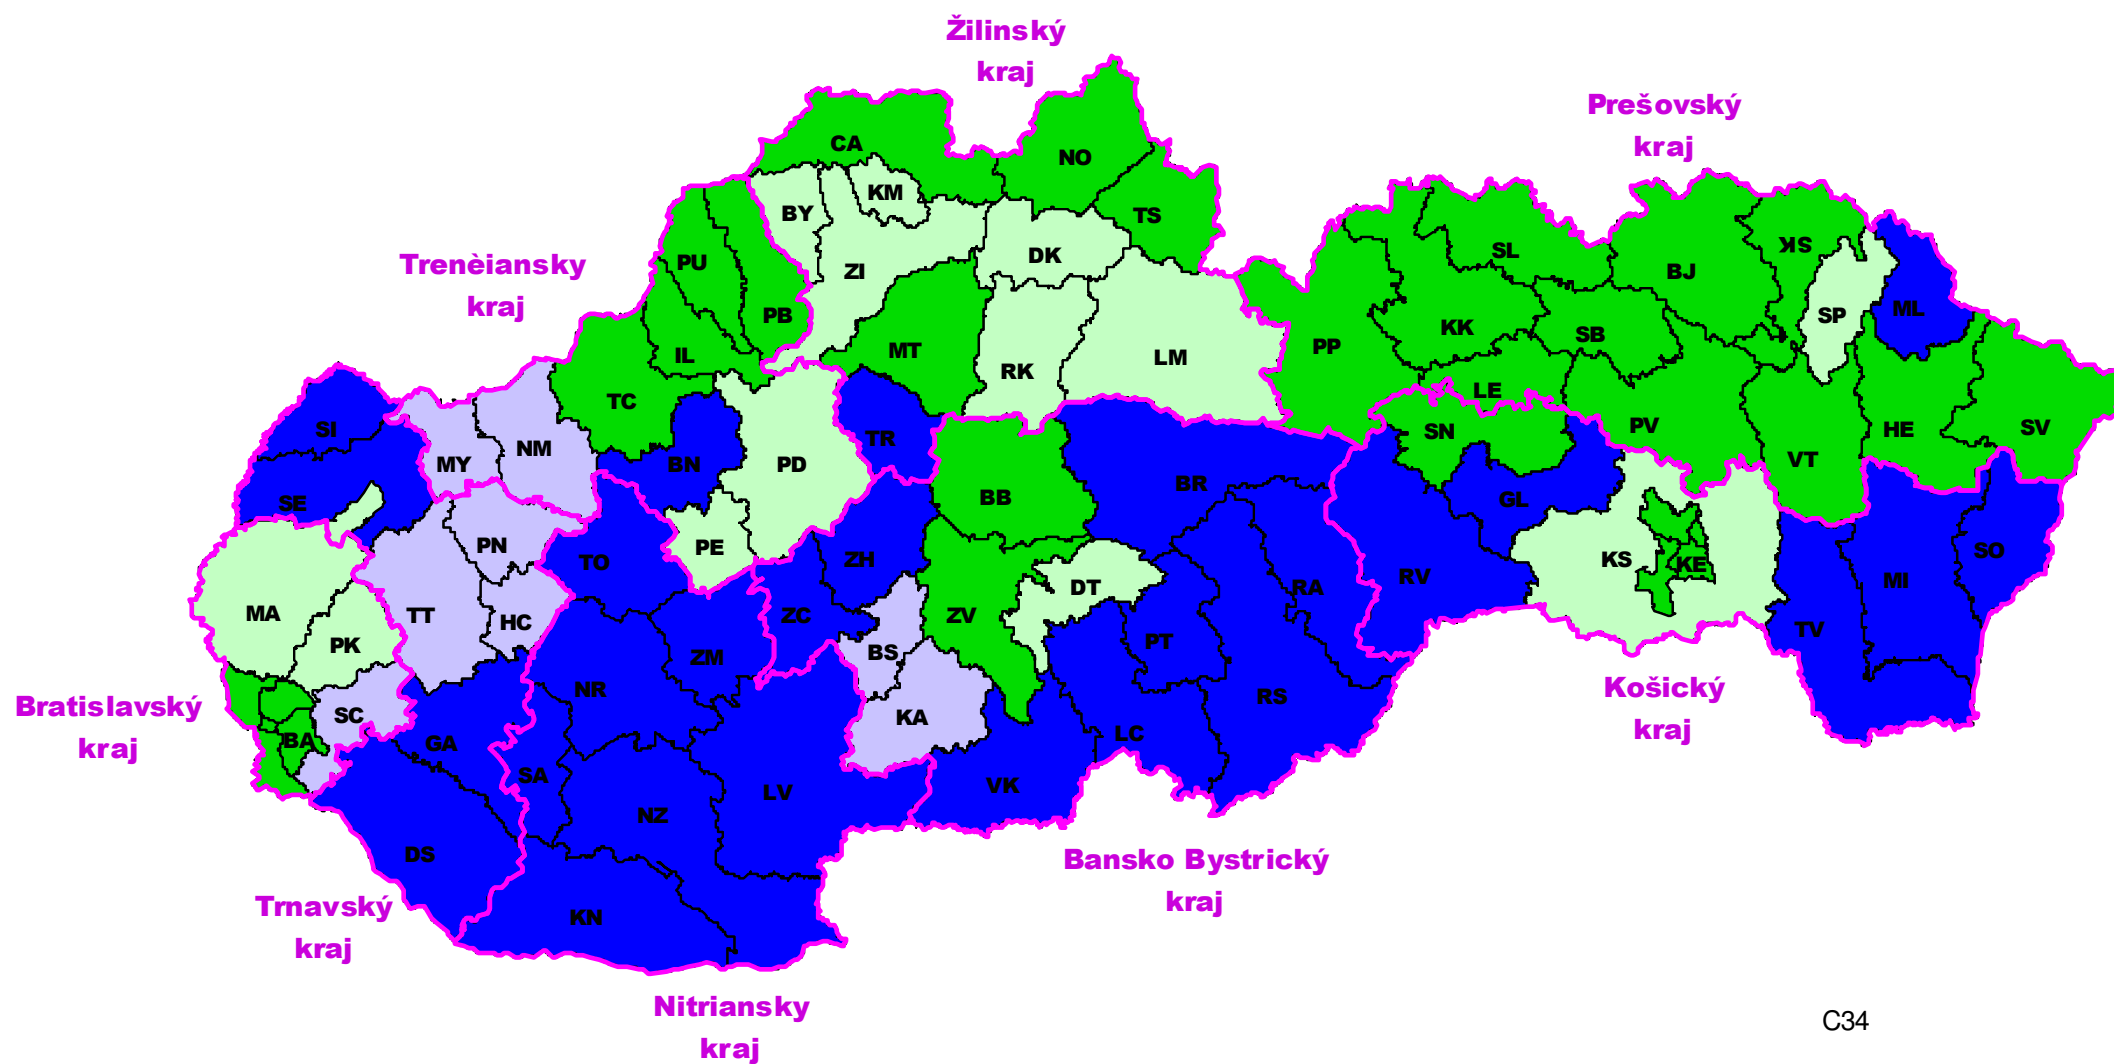 Žilinský
kraj
Prešovský
kraj
CA
NO
KM
BY
TS
SL
SK
DK
BJ
Trenèiansky
kraj
PU
ZI
PB
SP
ML
KK
SB
MT
PP
IL
RK
LM
LE
TC
SI
TR
SN
PV
HE
SV
MY
NM
BN
PD
VT
BR
BB
GL
SE
PN
PE
TO
ZH
KS
KE
SO
MI
DT
RA
RV
MA
TT
HC
ZC
ZV
TV
PK
BS
PT
ZM
NR
RS
Košický
kraj
Bratislavský
kraj
SC
KA
BA
GA
LC
SA
LV
VK
NZ
DS
Bansko Bystrický
kraj
Trnavský
kraj
KN
Nitriansky
kraj
C34